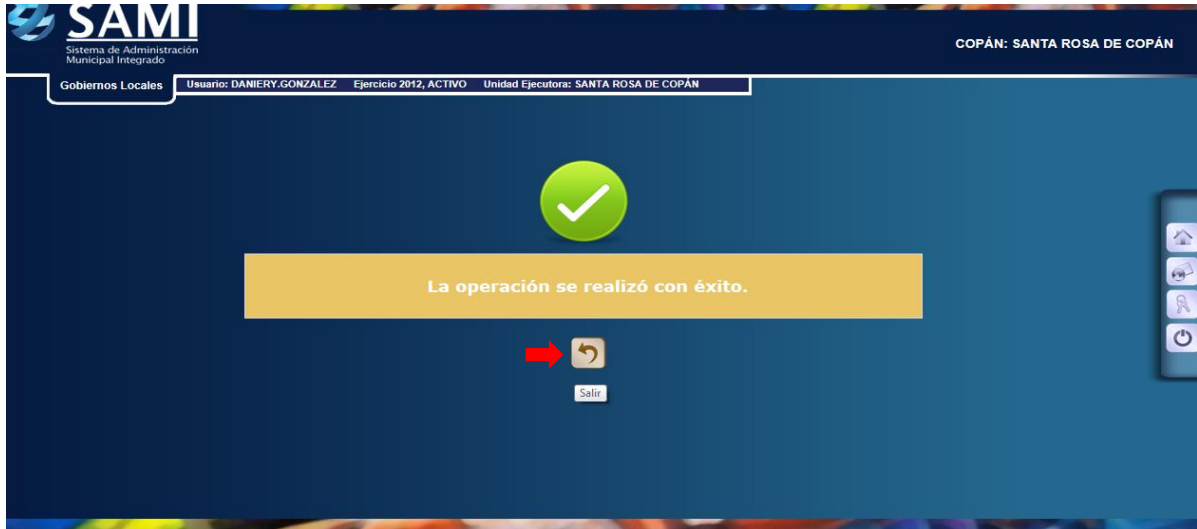 SAMI
Sistema de Administración
Municipal Integrado
COPÁN: SANTA ROSA DE COPÁN
Gobiernos Locales
Usuario: DANIERY.GONZALEZ Ejercicio 2012, ACTIVO Unidad Ejecutora: SANTA ROSA DE COPÁN
La operación se realizó con éxito.
Salir